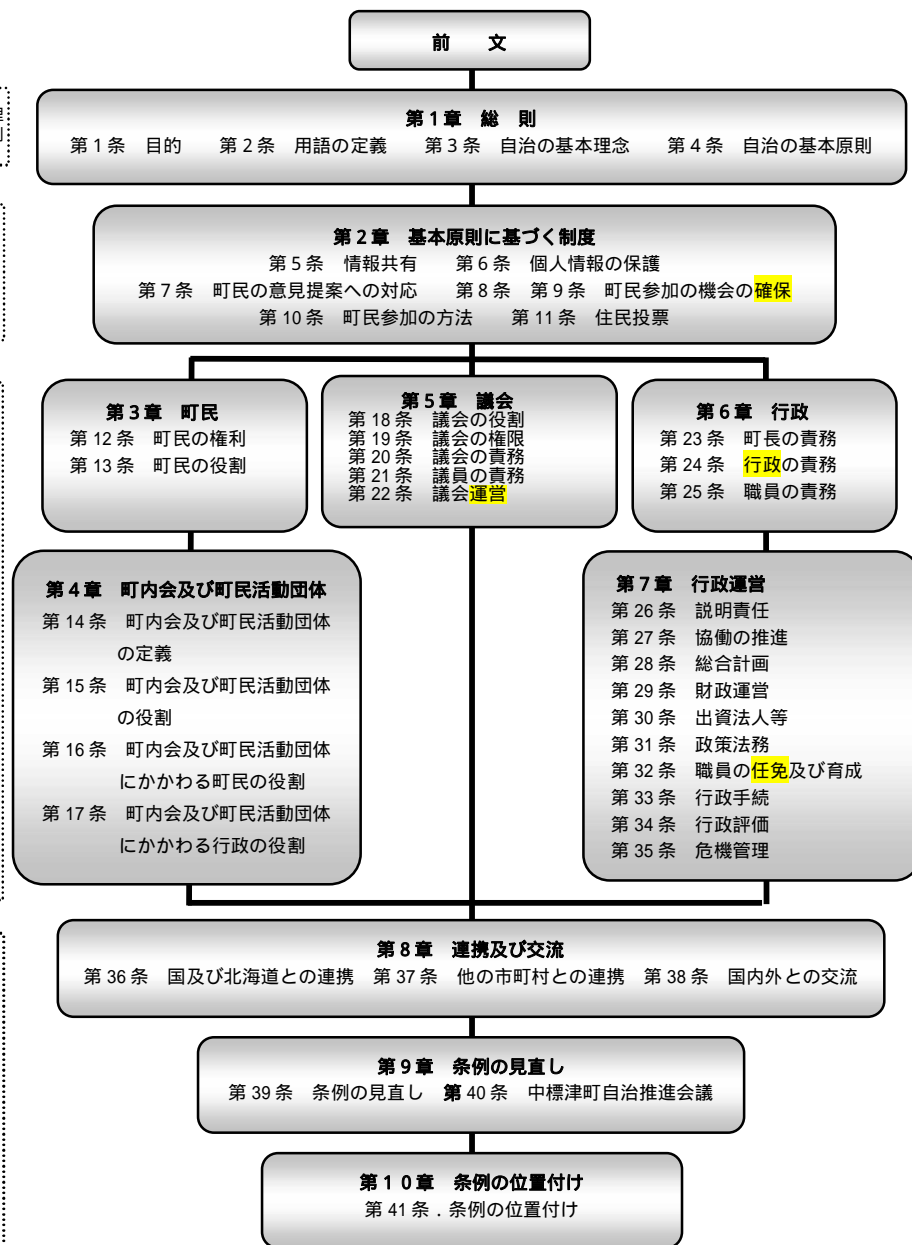 前　文
第１章　総　則
第１条　目的　　第２条　用語の定義　　第３条　自治の基本理念　　第４条　自治の基本原則
第２章　基本原則に基づく制度
第５条　情報共有　　第６条　個人情報の保護
第７条　町民の意見提案への対応　　第８条　第９条　町民参加の機会の確保
第10条　町民参加の方法　　第11条　住民投票
第３章　町民
第12条　町民の権利
第13条　町民の役割
第５章　議会
第18条　議会の役割
第19条　議会の権限
第20条　議会の責務
第21条　議員の責務
第22条　議会運営
第６章　行政
第23条　町長の責務
第24条　行政の責務
第25条　職員の責務
第４章　町内会及び町民活動団体
第14条　町内会及び町民活動団体
の定義
第15条　町内会及び町民活動団体
の役割
第16条　町内会及び町民活動団体
にかかわる町民の役割
第17条　町内会及び町民活動団体
にかかわる行政の役割
第７章　行政運営
第26条　説明責任
第27条　協働の推進
第28条　総合計画
第29条　財政運営
第30条　出資法人等
第31条　政策法務
第32条　職員の任免及び育成
第33条　行政手続
第34条　行政評価
第35条　危機管理
第８章　連携及び交流
第36条　国及び北海道との連携　第37条　他の市町村との連携　第38条　国内外との交流
第９章　条例の見直し
第39条　条例の見直し　第40条　中標津町自治推進会議
第１０章　条例の位置付け
第41条．条例の位置付け